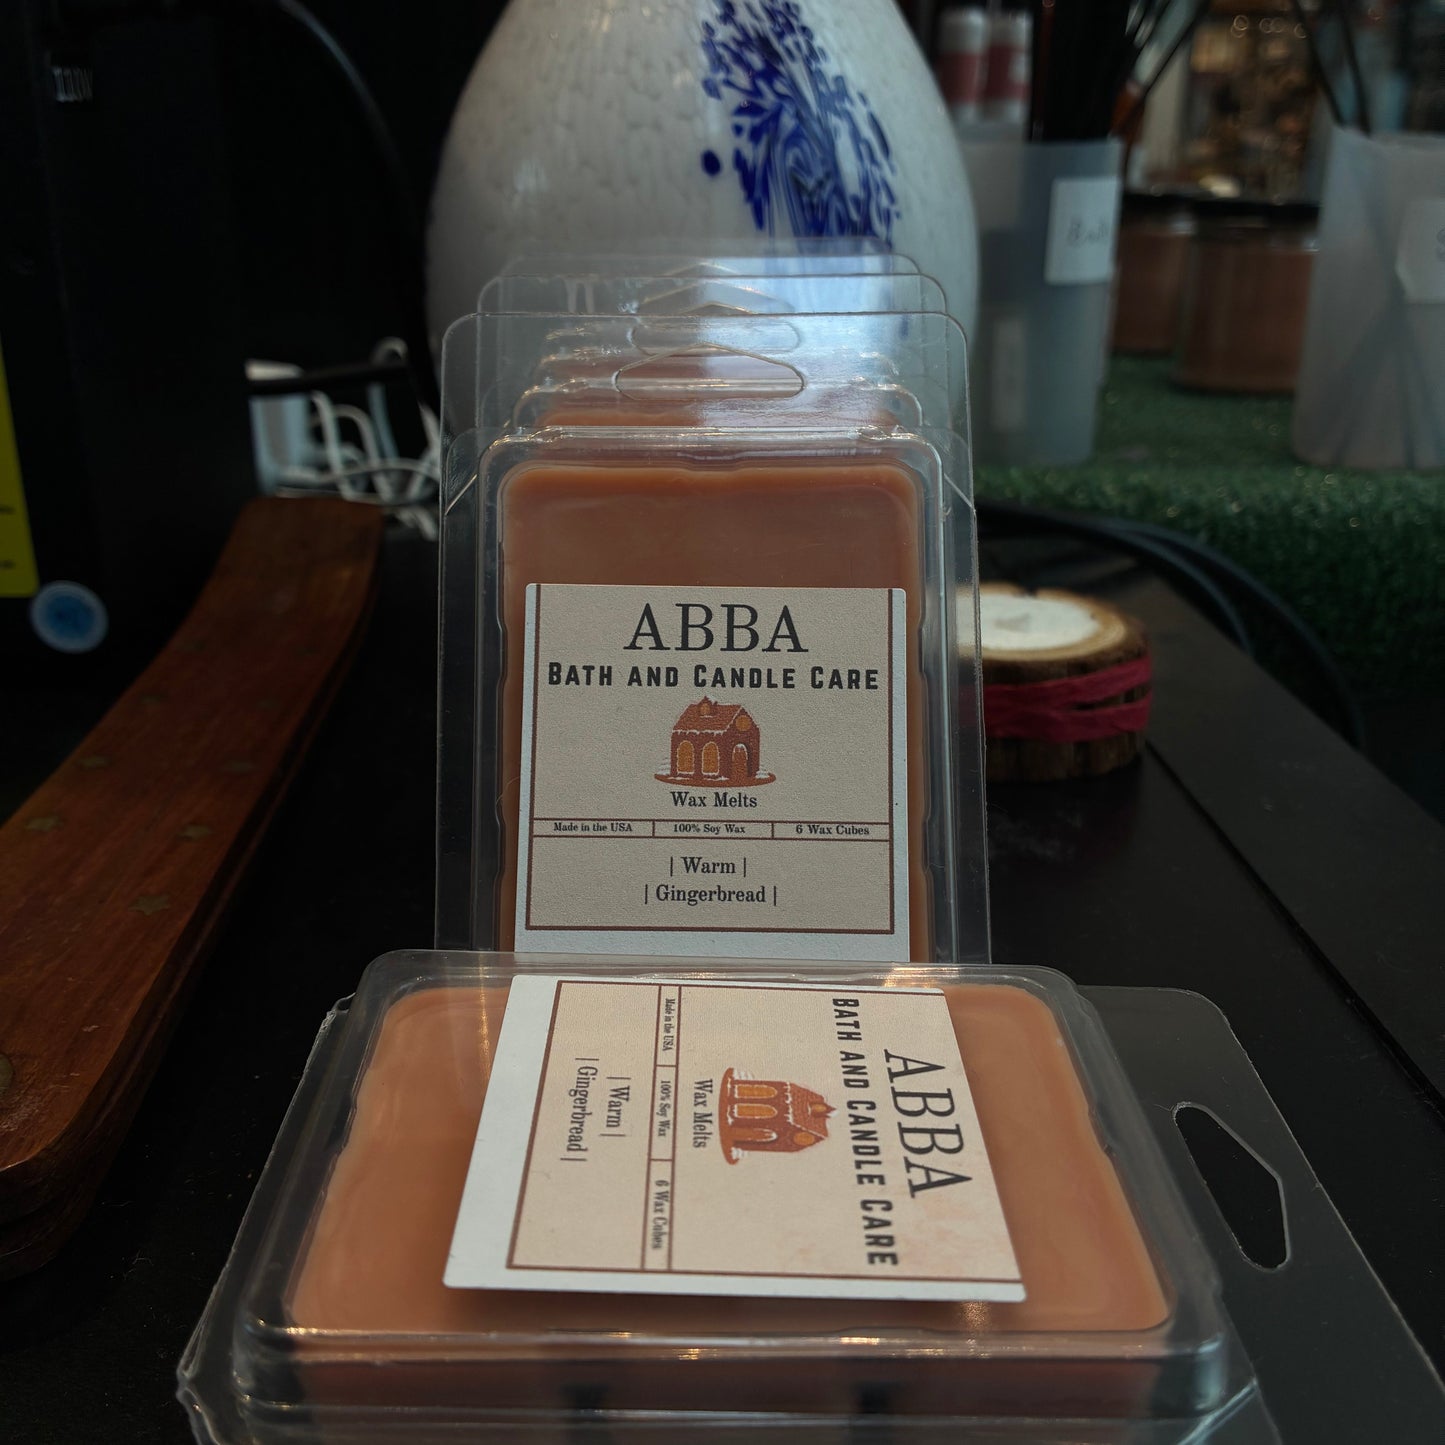 ABBA
BATH AND CANDLE CARE
Wax Melts
Made in the USA
100% Soy Wax
6 Wax Cubes
| Warm |
| Gingerbread |
ABBA
BATH AND CANDLE CARE
Wax Melts
Made in the USA
100% Soy Wax
6 Wax Cubes
| Warm |
| Gingerbread |